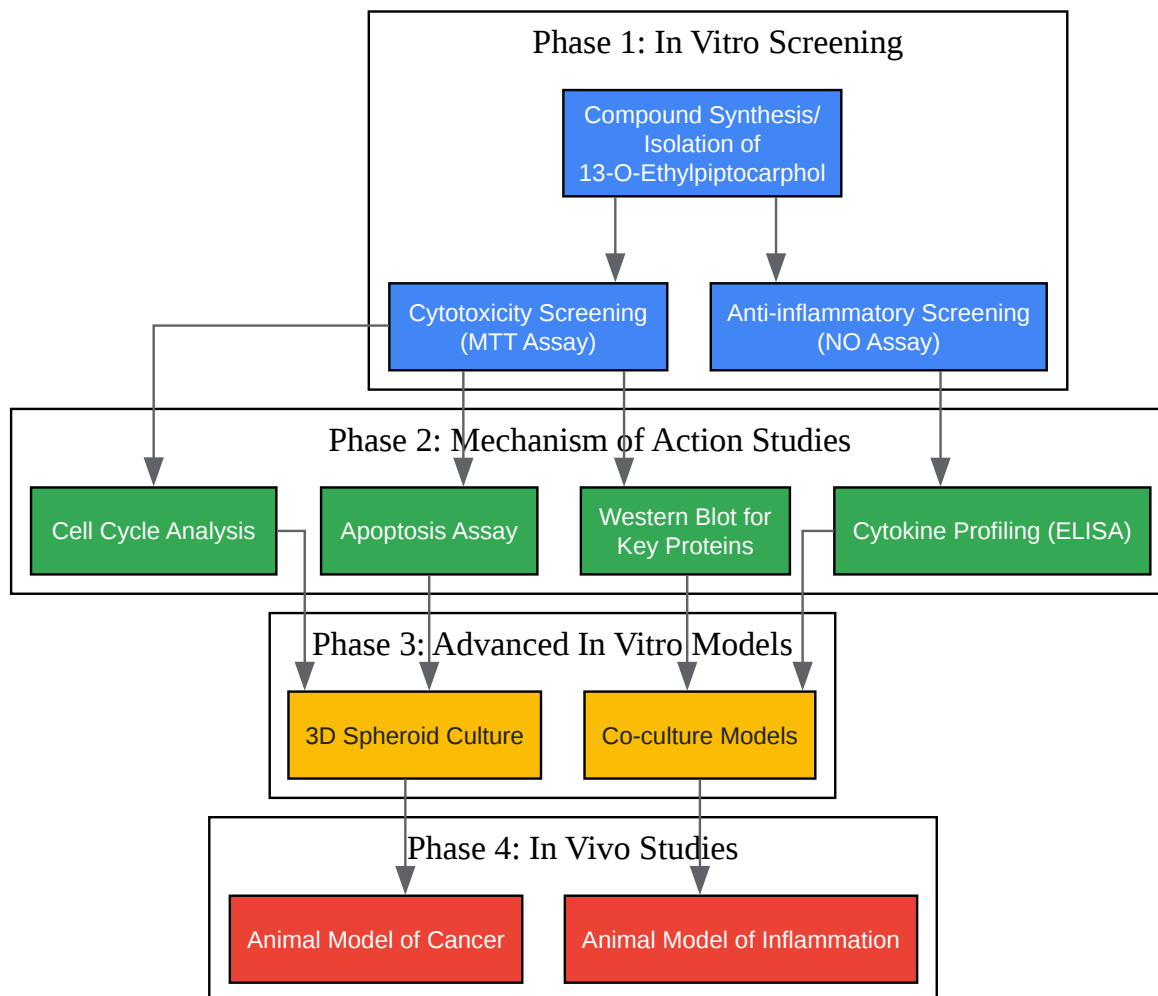 Phase 1: In Vitro Screening
Compound Synthesis/
Isolation of
13-O-Ethylpiptocarphol
Cytotoxicity Screening
(MTT Assay)
Anti-inflammatory Screening
(NO Assay)
Phase 2: Mechanism of Action Studies
Cell Cycle Analysis
Apoptosis Assay
Western Blot for
Key Proteins
Cytokine Profiling (ELISA)
Phase 3: Advanced In Vitro Models
3D Spheroid Culture
Co-culture Models
Phase 4: In Vivo Studies
Animal Model of Cancer
Animal Model of Inflammation